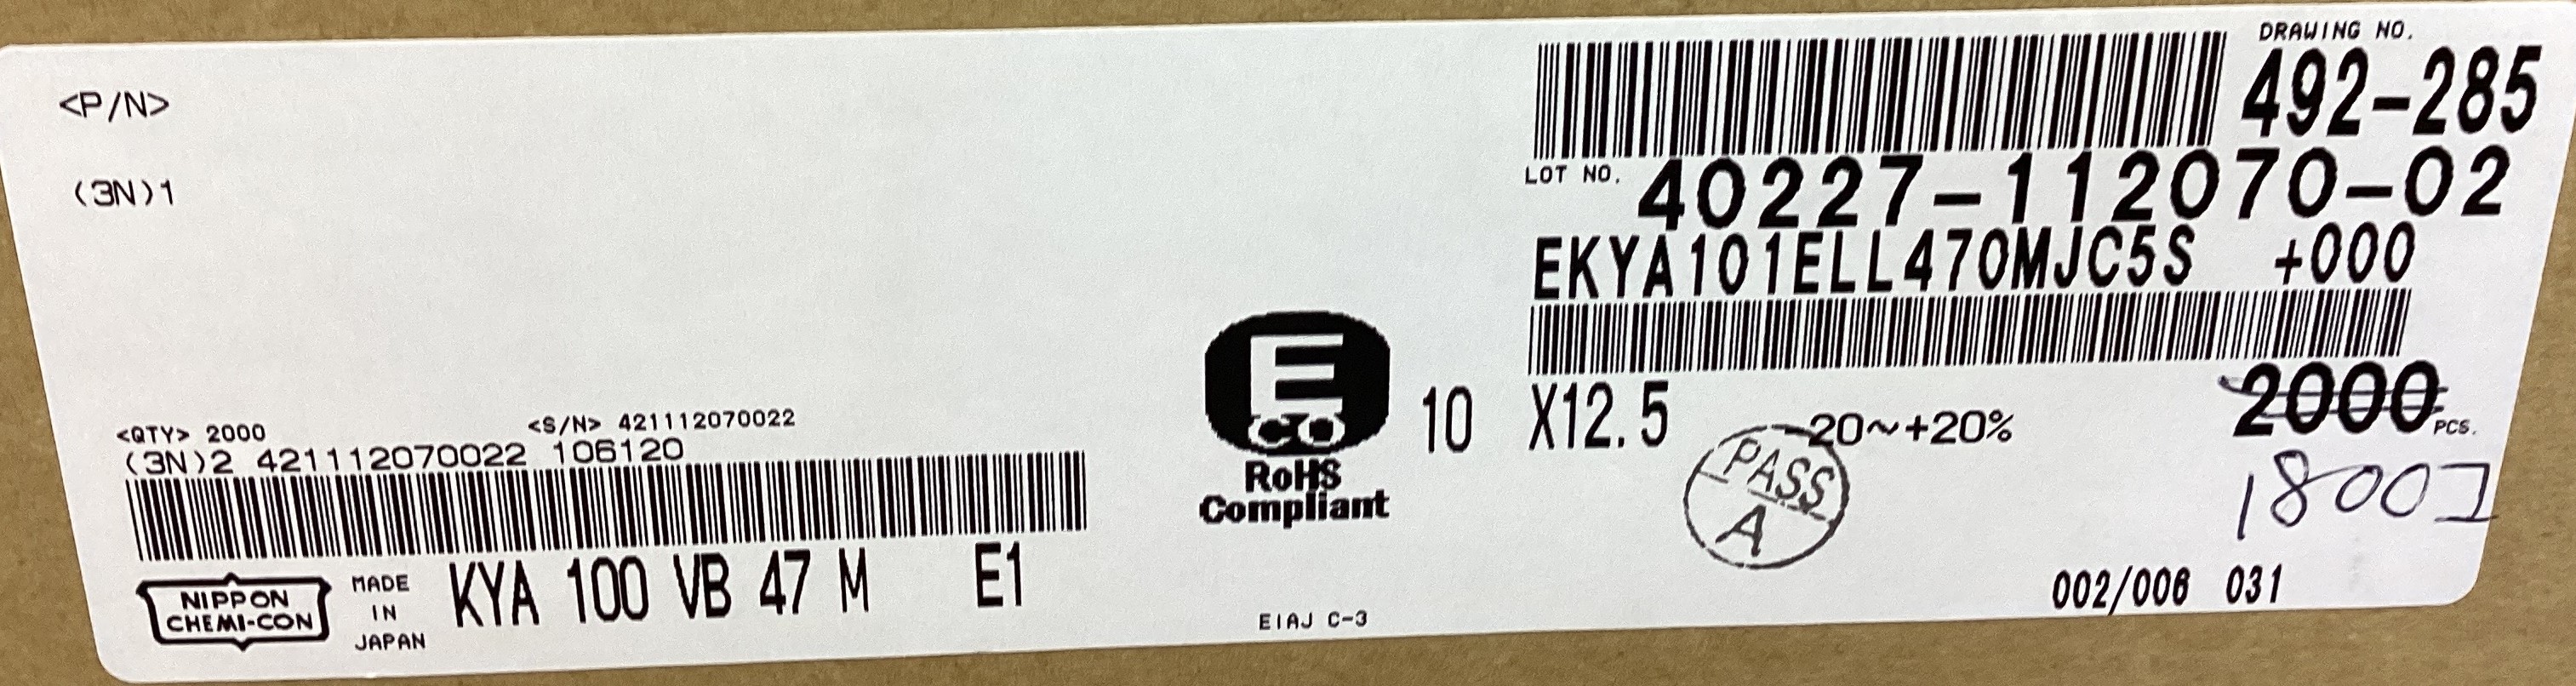 <P/N>
(3N)1
<QTY> 2000 <S/N> 421112070022
(3N)2 421112070022 106120
NIPPON
CHEMI-CON
MADE
IN
JAPAN
KYA 100 VB 47 M E1
E
CO
RoHS
Compliant
EIAJ C-3
DRAWING NO.
492-285
LOT NO. 40227-112070-02
EKYA101ELL470MJC5S +000
10 X12.5 -20~+20%
2000 PCS.
PASS
A
1800
002/006 031